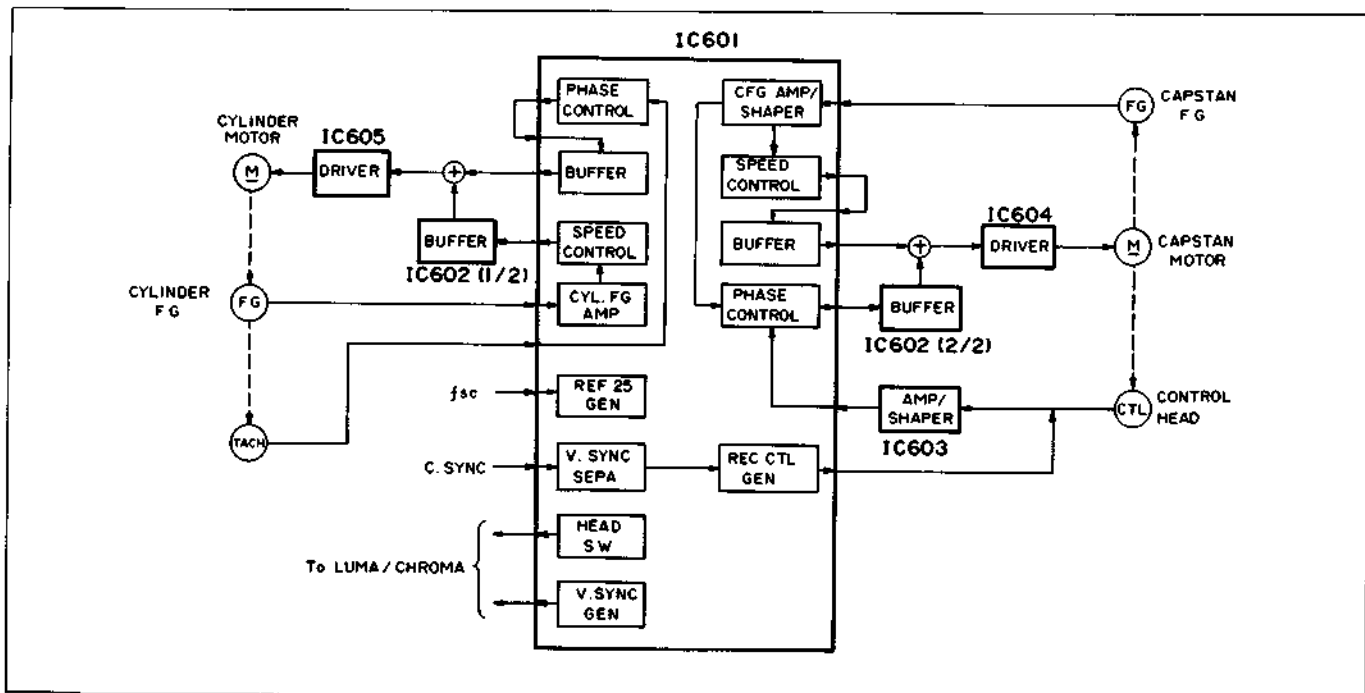 IC601
PHASE
CONTROL
CFG AMP/
SHAPER
FG
CAPSTAN
FG
CYLINDER
MOTOR
IC605
M
DRIVER
+
BUFFER
SPEED
CONTROL
BUFFER
IC602 (1/2)
SPEED
CONTROL
BUFFER
+
IC604
DRIVER
M
CAPSTAN
MOTOR
CYLINDER
FG
FG
CYL. FG
AMP
PHASE
CONTROL
BUFFER
IC602 (2/2)
fsc
REF 25
GEN
AMP/
SHAPER
IC603
CTL
CONTROL
HEAD
TACH
C. SYNC
V. SYNC
SEPA
REC CTL
GEN
To LUMA/CHROMA
HEAD
SW
V. SYNC
GEN